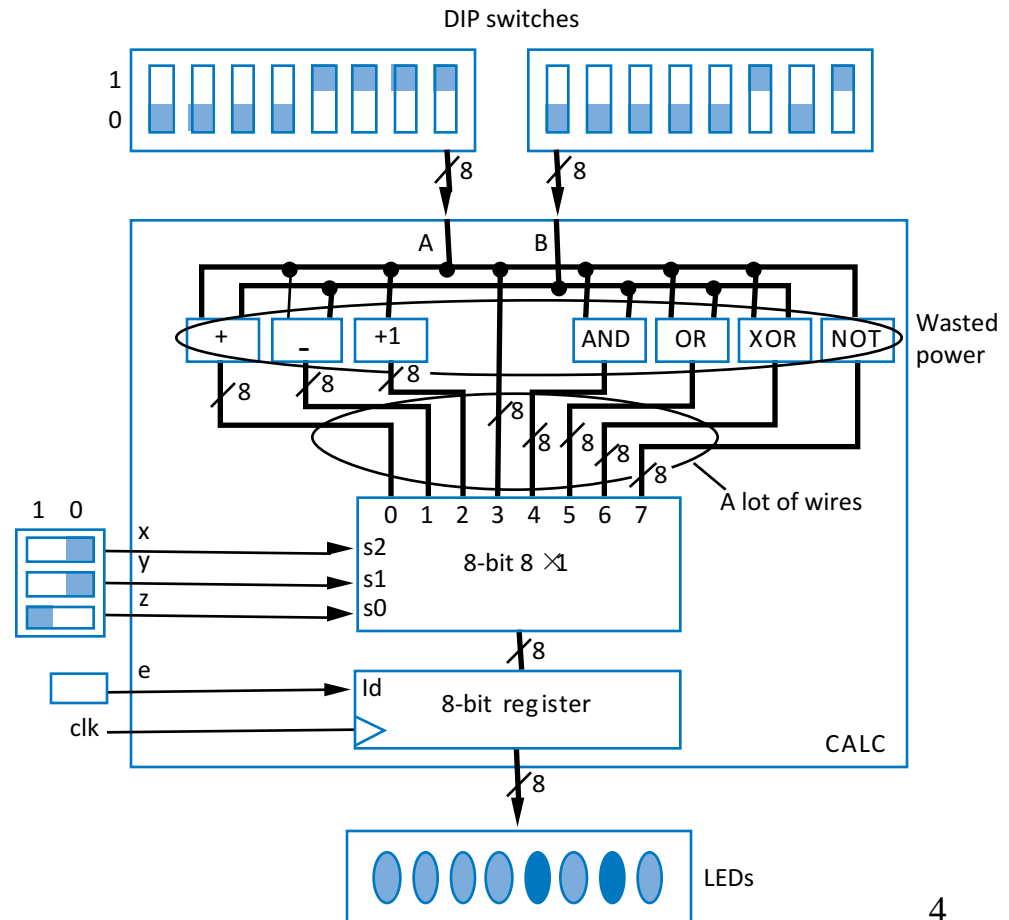 DIP switches
1
0
8
8
A
B
+
-
+1
AND
OR
XOR
NOT
Wasted
power
8
8
8
8
8
8
8
8
A lot of wires
1 0
0 1 2 3 4 5 6 7
x
s2
8-bit 8 ×1
y
s1
z
s0
8
e
ld
8-bit register
clk
CALC
8
LEDs
4